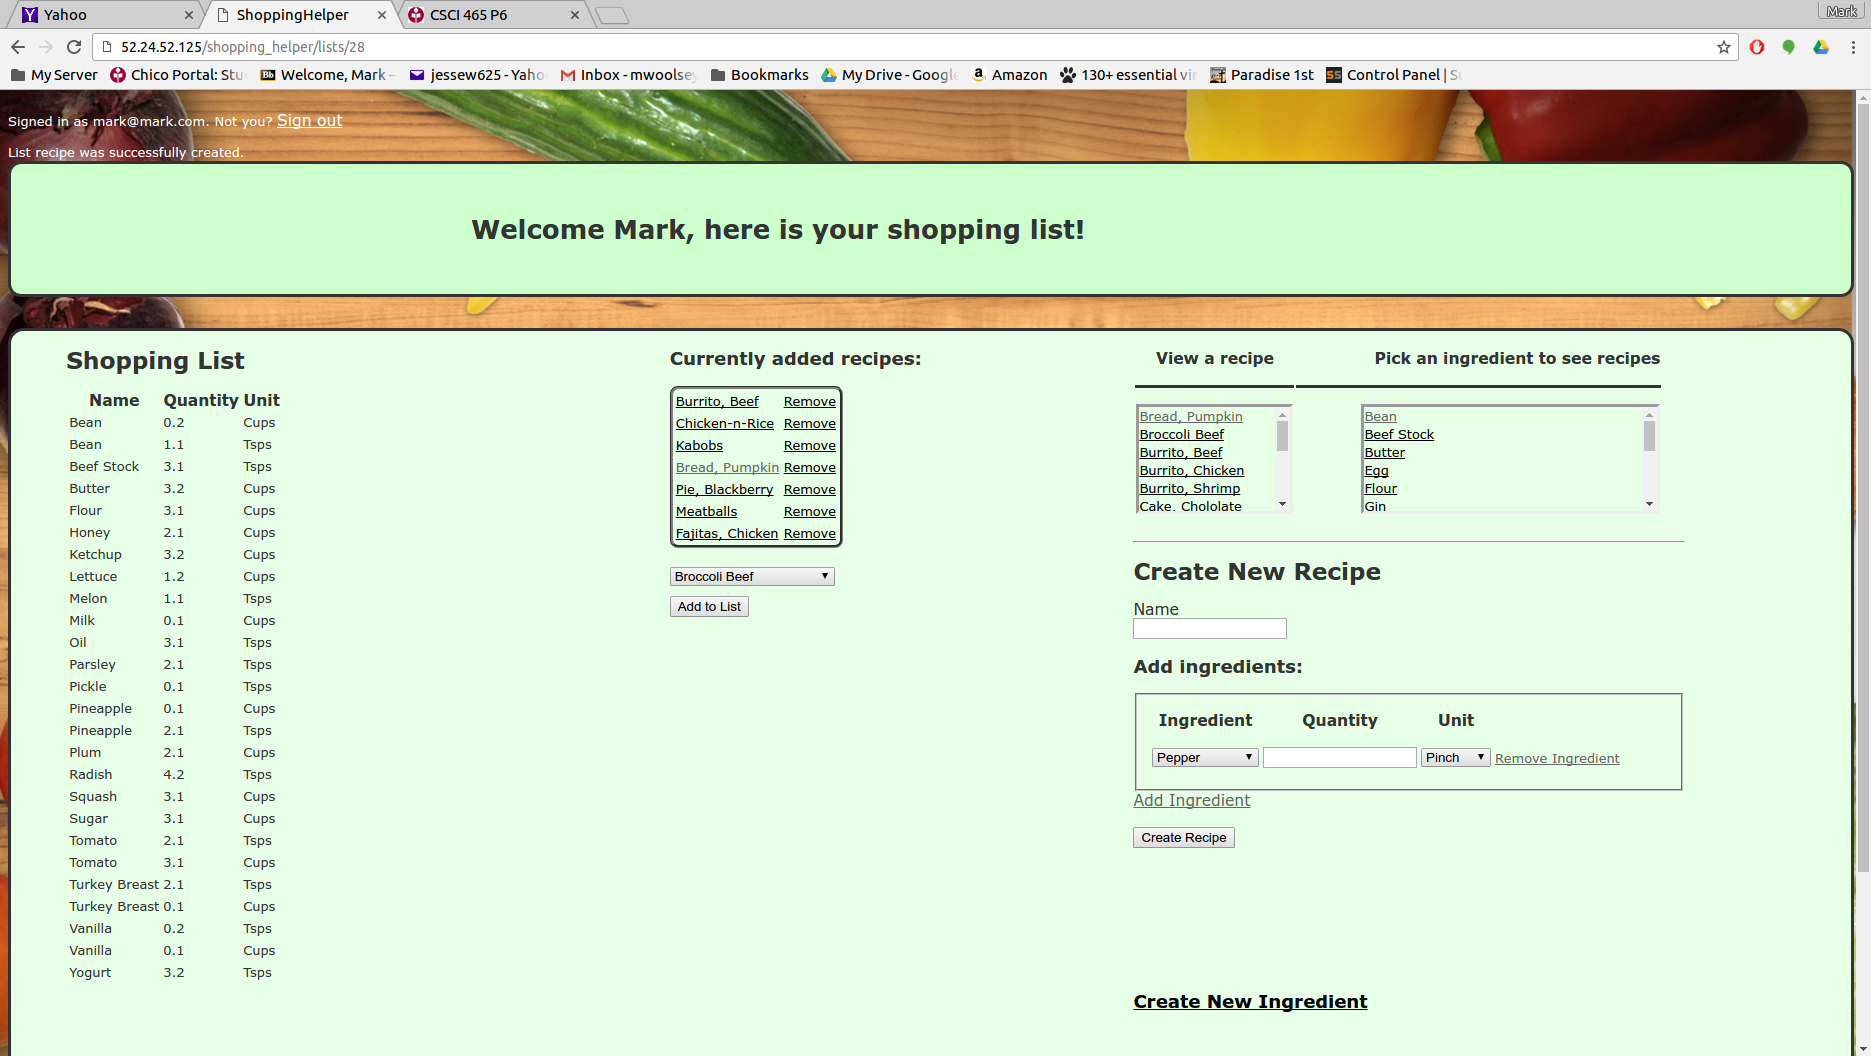 Yahoo
ShoppingHelper
CSCI 465 P6
Mark
52.24.52.125/shopping_helper/lists/28
My Server
Chico Portal: Stu
Welcome, Mark -
jessew625 - Yaho
Inbox - mwoolsey
Bookmarks
My Drive - Google
Amazon
130+ essential vi
Paradise 1st
Control Panel | S
Signed in as mark@mark.com. Not you? Sign out
List recipe was successfully created.
Welcome Mark, here is your shopping list!
Shopping List
Name Quantity Unit
Bean 0.2 Cups
Bean 1.1 Tsps
Beef Stock 3.1 Tsps
Butter 3.2 Cups
Flour 3.1 Cups
Honey 2.1 Cups
Ketchup 3.2 Cups
Lettuce 1.2 Cups
Melon 1.1 Tsps
Milk 0.1 Cups
Oil 3.1 Tsps
Parsley 2.1 Tsps
Pickle 0.1 Tsps
Pineapple 0.1 Cups
Pineapple 2.1 Tsps
Plum 2.1 Cups
Radish 4.2 Tsps
Squash 3.1 Cups
Sugar 3.1 Cups
Tomato 2.1 Tsps
Tomato 3.1 Cups
Turkey Breast 2.1 Tsps
Turkey Breast 0.1 Cups
Vanilla 0.2 Tsps
Vanilla 0.1 Cups
Yogurt 3.2 Tsps
Currently added recipes:
Burrito, Beef Remove
Chicken-n-Rice Remove
Kabobs Remove
Bread, Pumpkin Remove
Pie, Blackberry Remove
Meatballs Remove
Fajitas, Chicken Remove
Broccoli Beef
Add to List
View a recipe
Bread, Pumpkin
Broccoli Beef
Burrito, Beef
Burrito, Chicken
Burrito, Shrimp
Cake, Chololate
Pick an ingredient to see recipes
Bean
Beef Stock
Butter
Egg
Flour
Gin
Create New Recipe
Name
Add ingredients:
Ingredient Quantity Unit
Pepper Pinch Remove Ingredient
Add Ingredient
Create Recipe
Create New Ingredient